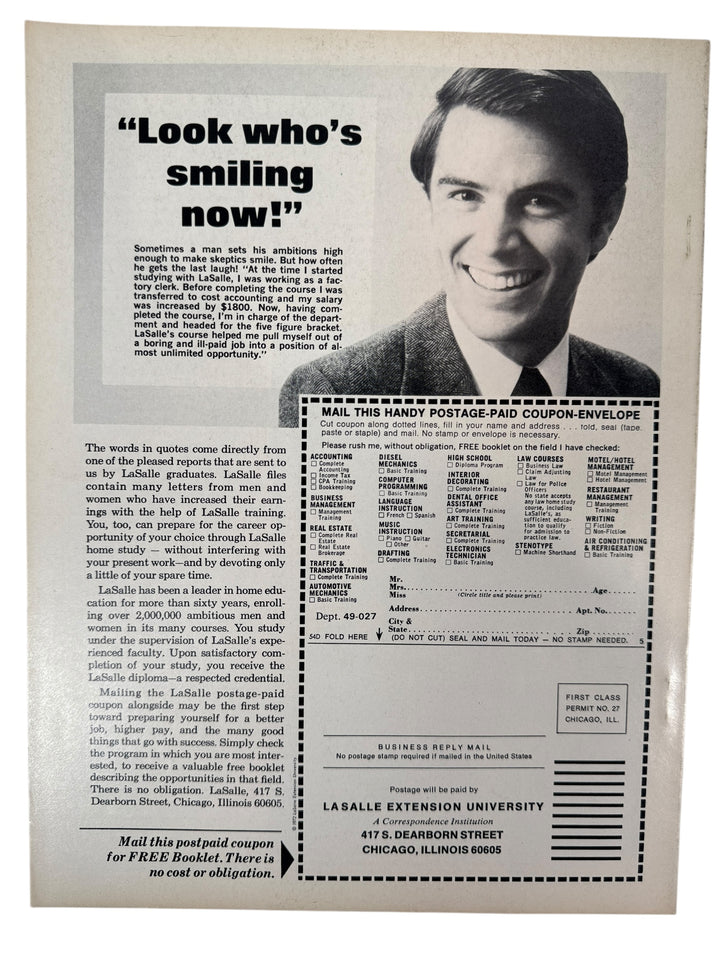 “Look who’s
smiling
now!”
Sometimes a man sets his ambitions high
enough to make skeptics smile. But how often
he gets the last laugh! “At the time I started
studying with LaSalle, I was working as a fac-
tory clerk. Before completing the course I was
transferred to cost accounting and my salary
was increased by $1800. Now, having com-
pleted the course, I’m in charge of the depart-
ment and headed for the five figure bracket.
LaSalle’s course helped me pull myself out of
a boring and ill-paid job into a position of al-
most unlimited opportunity.”
The words in quotes come directly from
one of the pleased reports that are sent to
us by LaSalle graduates. LaSalle files
contain many letters from men and
women who have increased their earn-
ings with the help of LaSalle training.
You, too, can prepare for the career op-
portunity of your choice through LaSalle
home study — without interfering with
your present work—and by devoting only
a little of your spare time.
LaSalle has been a leader in home edu-
cation for more than sixty years, enroll-
ing over 2,000,000 ambitious men and
women in its many courses. You study
under the supervision of LaSalle’s expe-
rienced faculty. Upon satisfactory com-
pletion of your study, you receive the
LaSalle diploma—a respected credential.
Mailing the LaSalle postage-paid
coupon alongside may be the first step
toward preparing yourself for a better
job, higher pay, and the many good
things that go with success. Simply check
the program in which you are most inter-
ested, to receive a valuable free booklet
describing the opportunities in that field.
There is no obligation. LaSalle, 417 S.
Dearborn Street, Chicago, Illinois 60605.
Mail this postpaid coupon
for FREE Booklet. There is
no cost or obligation.
MAIL THIS HANDY POSTAGE-PAID COUPON-ENVELOPE
Cut coupon along dotted lines, fill in your name and address . . . fold, seal (tape,
paste or staple) and mail. No stamp or envelope is necessary.
Please rush me, without obligation, FREE booklet on the field I have checked:
ACCOUNTING
☐ Complete
Accounting
☐ Income Tax
☐ CPA Training
☐ Bookkeeping
BUSINESS
MANAGEMENT
☐ Management
Training
REAL ESTATE
☐ Complete Real
Estate
☐ Real Estate
Brokerage
TRAFFIC &
TRANSPORTATION
☐ Complete Training
AUTOMOTIVE
MECHANICS
☐ Basic Training
DIESEL
MECHANICS
☐ Basic Training
COMPUTER
PROGRAMMING
☐ Basic Training
LANGUAGE
INSTRUCTION
☐ French ☐ Spanish
MUSIC
INSTRUCTION
☐ Piano ☐ Guitar
☐ Other
DRAFTING
☐ Complete Training
HIGH SCHOOL
☐ Diploma Program
INTERIOR
DECORATING
☐ Complete Training
DENTAL OFFICE
ASSISTANT
☐ Complete Training
ART TRAINING
☐ Complete Training
SECRETARIAL
☐ Complete Training
ELECTRONICS
TECHNICIAN
☐ Basic Training
LAW COURSES
☐ Business Law
☐ Claim Adjusting
Law
☐ Law for Police
Officers
No state accepts
any law home study
course, including
LaSalle’s, as
sufficient educa-
tion to qualify
for admission to
practice law.
STENOTYPE
☐ Machine Shorthand
MOTEL/HOTEL
MANAGEMENT
☐ Motel Management
☐ Hotel Management
RESTAURANT
MANAGEMENT
☐ Management
Training
WRITING
☐ Fiction
☐ Non-Fiction
AIR CONDITIONING
& REFRIGERATION
☐ Basic Training
Mr.
Mrs. Age
Miss (Circle title and please print)
Address Apt. No.
Dept. 49-027
City &
State Zip
54D FOLD HERE (DO NOT CUT) SEAL AND MAIL TODAY — NO STAMP NEEDED. 5
FIRST CLASS
PERMIT NO. 27
CHICAGO, ILL.
BUSINESS REPLY MAIL
No postage stamp required if mailed in the United States
Postage will be paid by
LA SALLE EXTENSION UNIVERSITY
A Correspondence Institution
417 S. DEARBORN STREET
CHICAGO, ILLINOIS 60605
© 1972 LaSalle Extension University